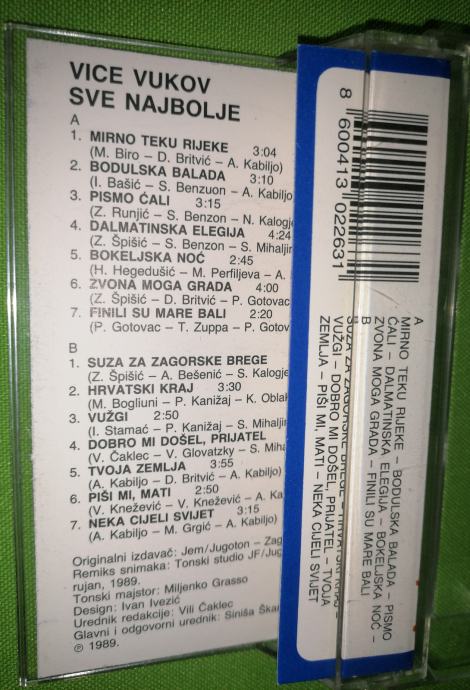 VICE VUKOV
SVE NAJBOLJE
A
1. MIRNO TEKU RIJEKE 3:04
(M. Biro – D. Britvić – A. Kabiljo)
2. BODULSKA BALADA 3:10
(I. Bašić – S. Benzuon – A. Kabiljo
3. PISMO ĆALI 3:15
(Z. Runjić – S. Benzon – N. Kalogj
4. DALMATINSKA ELEGIJA 4:24
(Z. Špišić – S. Benzon – S. Mihaljin
5. BOKELJSKA NOĆ 2:45
(H. Hegedušić – M. Perfiljeva – A.
6. ZVONA MOGA GRADA 4:00
(Z. Špišić – D. Britvić – P. Gotovac
7. FINILI SU MARE BALI 2:20
(P. Gotovac – T. Zuppa – P. Gotov
B
1. SUZA ZA ZAGORSKE BREGE
(Z. Špišić – A. Bešenić – S. Kalogje
2. HRVATSKI KRAJ 3:30
(M. Bogliuni – P. Kanižaj – K. Oblak
3. VUŽGI 2:50
(I. Stamać – P. Kanižaj – S. Mihaljin
4. DOBRO MI DOŠEL, PRIJATEL
(V. Čaklec – V. Glovatzky – S. Miha
5. TVOJA ZEMLJA 3:55
(A. Kabiljo – D. Britvić – A. Kabiljo)
6. PIŠI MI, MATI 2:50
(V. Knežević – V. Knežević – A. Ka
7. NEKA CIJELI SVIJET 3:15
(A. Kabiljo – M. Grgić – A. Kabiljo)
Originalni izdavač: Jem/Jugoton – Zag
Remiks snimaka: Tonski studio JF/Jug
rujan, 1989.
Tonski majstor: Miljenko Grasso
Design: Ivan Ivezić
Urednik redakcije: Vili Čaklec
Glavni i odgovorni urednik: Siniša Škar
℗ 1989.
8 600413 022631
A
MIRNO TEKU RIJEKE – BODULSKA BALADA – PISMO
ĆALI – DALMATINSKA ELEGIJA – BOKELJSKA NOĆ –
ZVONA MOGA GRADA – FINILI SU MARE BALI
B
SUZA ZA ZAGORSKE BREGE – HRVATSKI KRAJ –
VUŽGI – DOBRO MI DOŠEL, PRIJATEL – TVOJA
ZEMLJA – PIŠI MI, MATI – NEKA CIJELI SVIJET